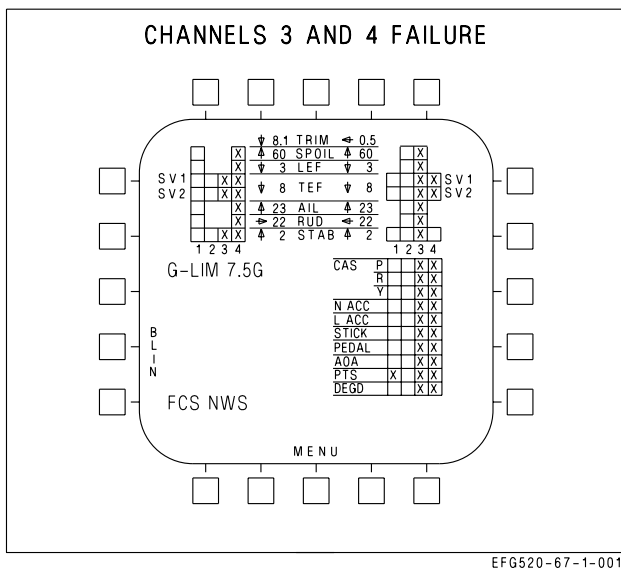 CHANNELS 3 AND 4 FAILURE
↓ 8.1 TRIM ← 0.5
X ↑ 60 SPOIL ↑ 60 X
X ↓ 3 LEF ↓ 3 X
SV1 X X ↓ 8 TEF ↓ 8 X X SV1
SV2 X X X X SV2
X ↑ 23 AIL ↑ 23 X
X → 22 RUD ← 22 X
X X ↑ 2 STAB ↑ 2 X
1 2 3 4 1 2 3 4
G-LIM 7.5G
CAS P X X
R X X
Y X X
N ACC X X
L ACC X X
STICK X X
PEDAL X X
AOA X X
PTS X X X
DEGD X X
BLIN
FCS NWS
MENU
EFG520-67-1-001